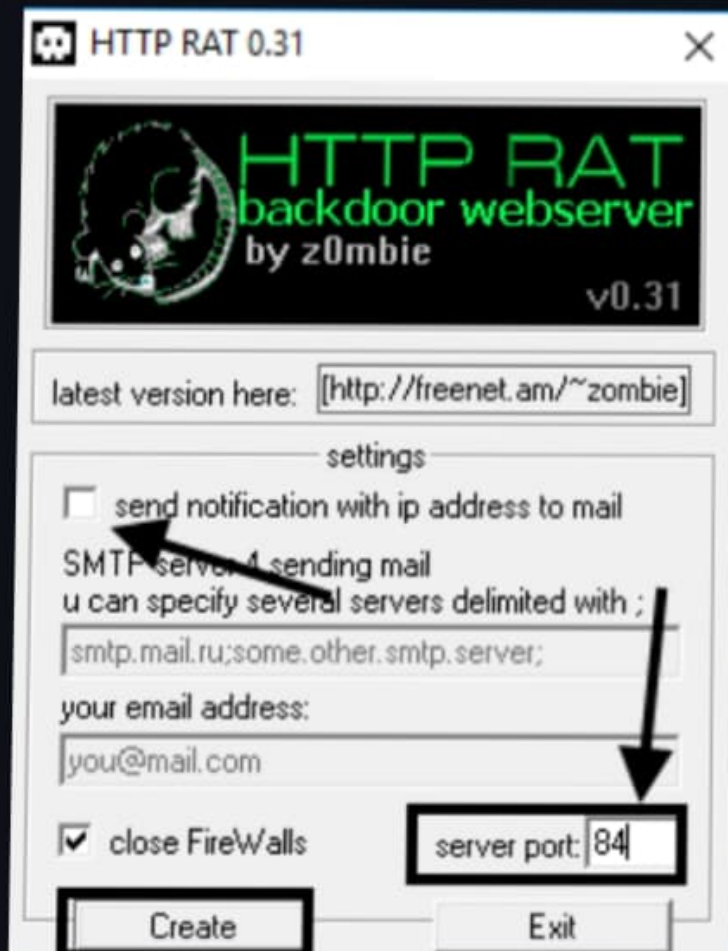 HTTP RAT 0.31
HTTP RAT
backdoor webserver
by z0mbie
v0.31
latest version here: [http://freenet.am/~zombie]
settings
send notification with ip address to mail
SMTP server 4 sending mail
u can specify several servers delimited with ;
smtp.mail.ru;some.other.smtp.server;
your email address:
you@mail.com
close FireWalls
server port: 84
Create
Exit